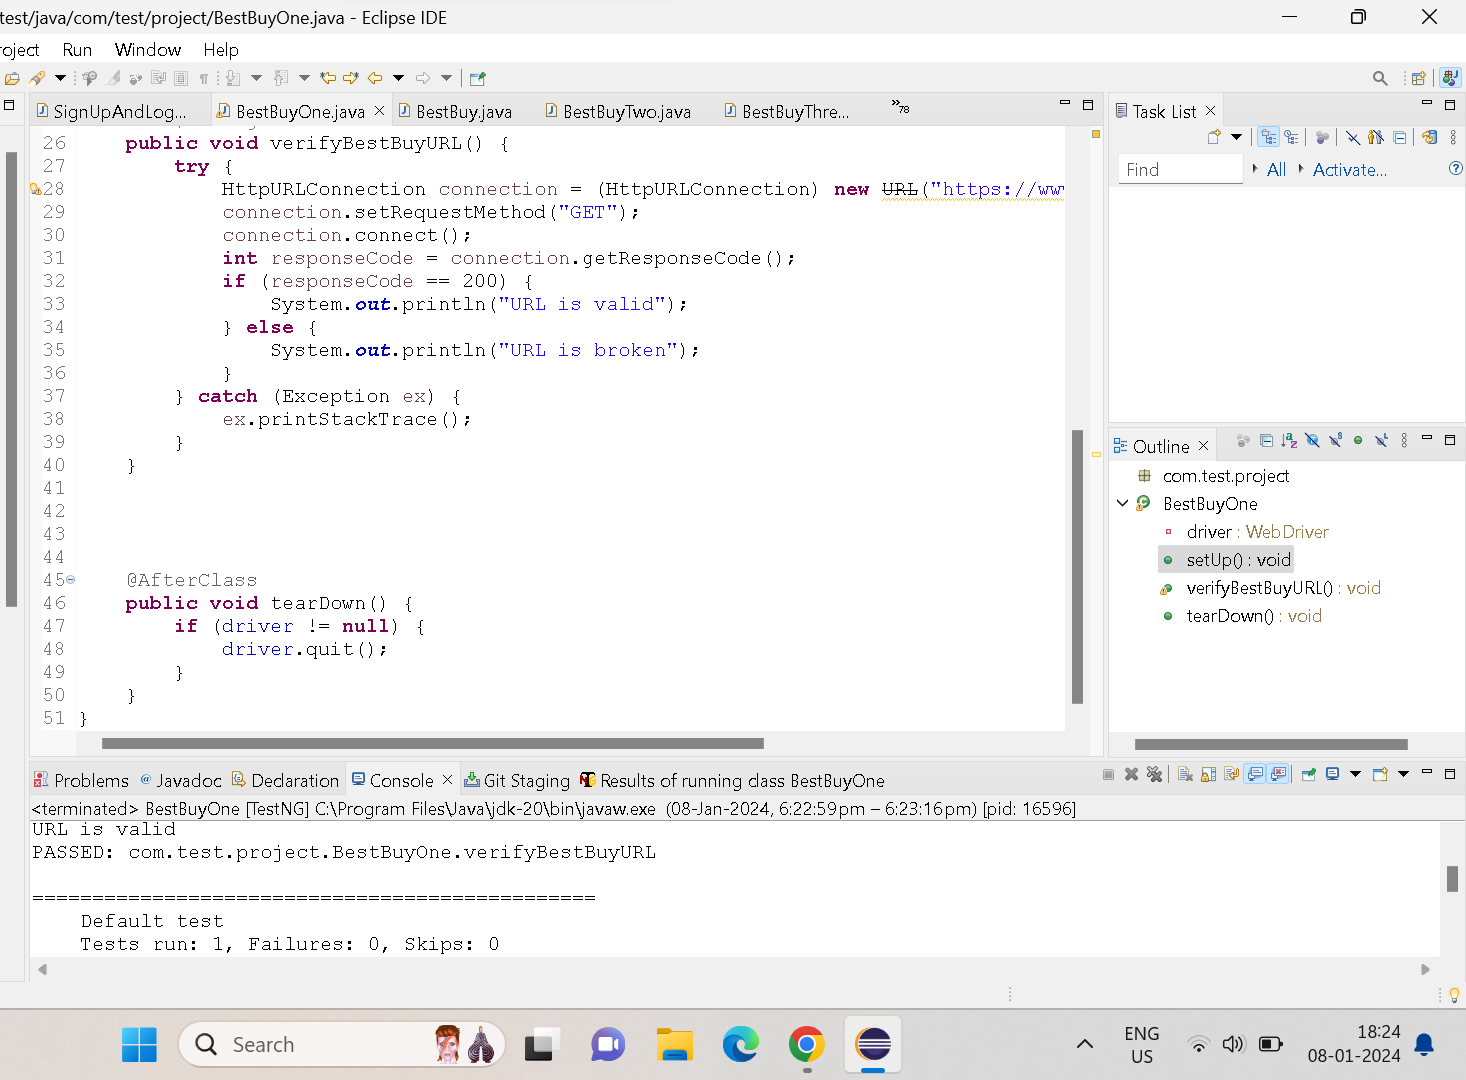 test/java/com/test/project/BestBuyOne.java - Eclipse IDE
roject Run Window Help
SignUpAndLog... BestBuyOne.java BestBuy.java BestBuyTwo.java BestBuyThre... »78
26 public void verifyBestBuyURL() {
27 try {
28 HttpURLConnection connection = (HttpURLConnection) new URL("https://ww
29 connection.setRequestMethod("GET");
30 connection.connect();
31 int responseCode = connection.getResponseCode();
32 if (responseCode == 200) {
33 System.out.println("URL is valid");
34 } else {
35 System.out.println("URL is broken");
36 }
37 } catch (Exception ex) {
38 ex.printStackTrace();
39 }
40 }
41
42
43
44
45 @AfterClass
46 public void tearDown() {
47 if (driver != null) {
48 driver.quit();
49 }
50 }
51 }
Task List
Find All Activate...
Outline
com.test.project
BestBuyOne
driver : WebDriver
setUp() : void
verifyBestBuyURL() : void
tearDown() : void
Problems Javadoc Declaration Console Git Staging Results of running class BestBuyOne
<terminated> BestBuyOne [TestNG] C:\Program Files\Java\jdk-20\bin\javaw.exe (08-Jan-2024, 6:22:59 pm – 6:23:16 pm) [pid: 16596]
URL is valid
PASSED: com.test.project.BestBuyOne.verifyBestBuyURL
===============================================
Default test
Tests run: 1, Failures: 0, Skips: 0
Search
ENG
US
18:24
08-01-2024